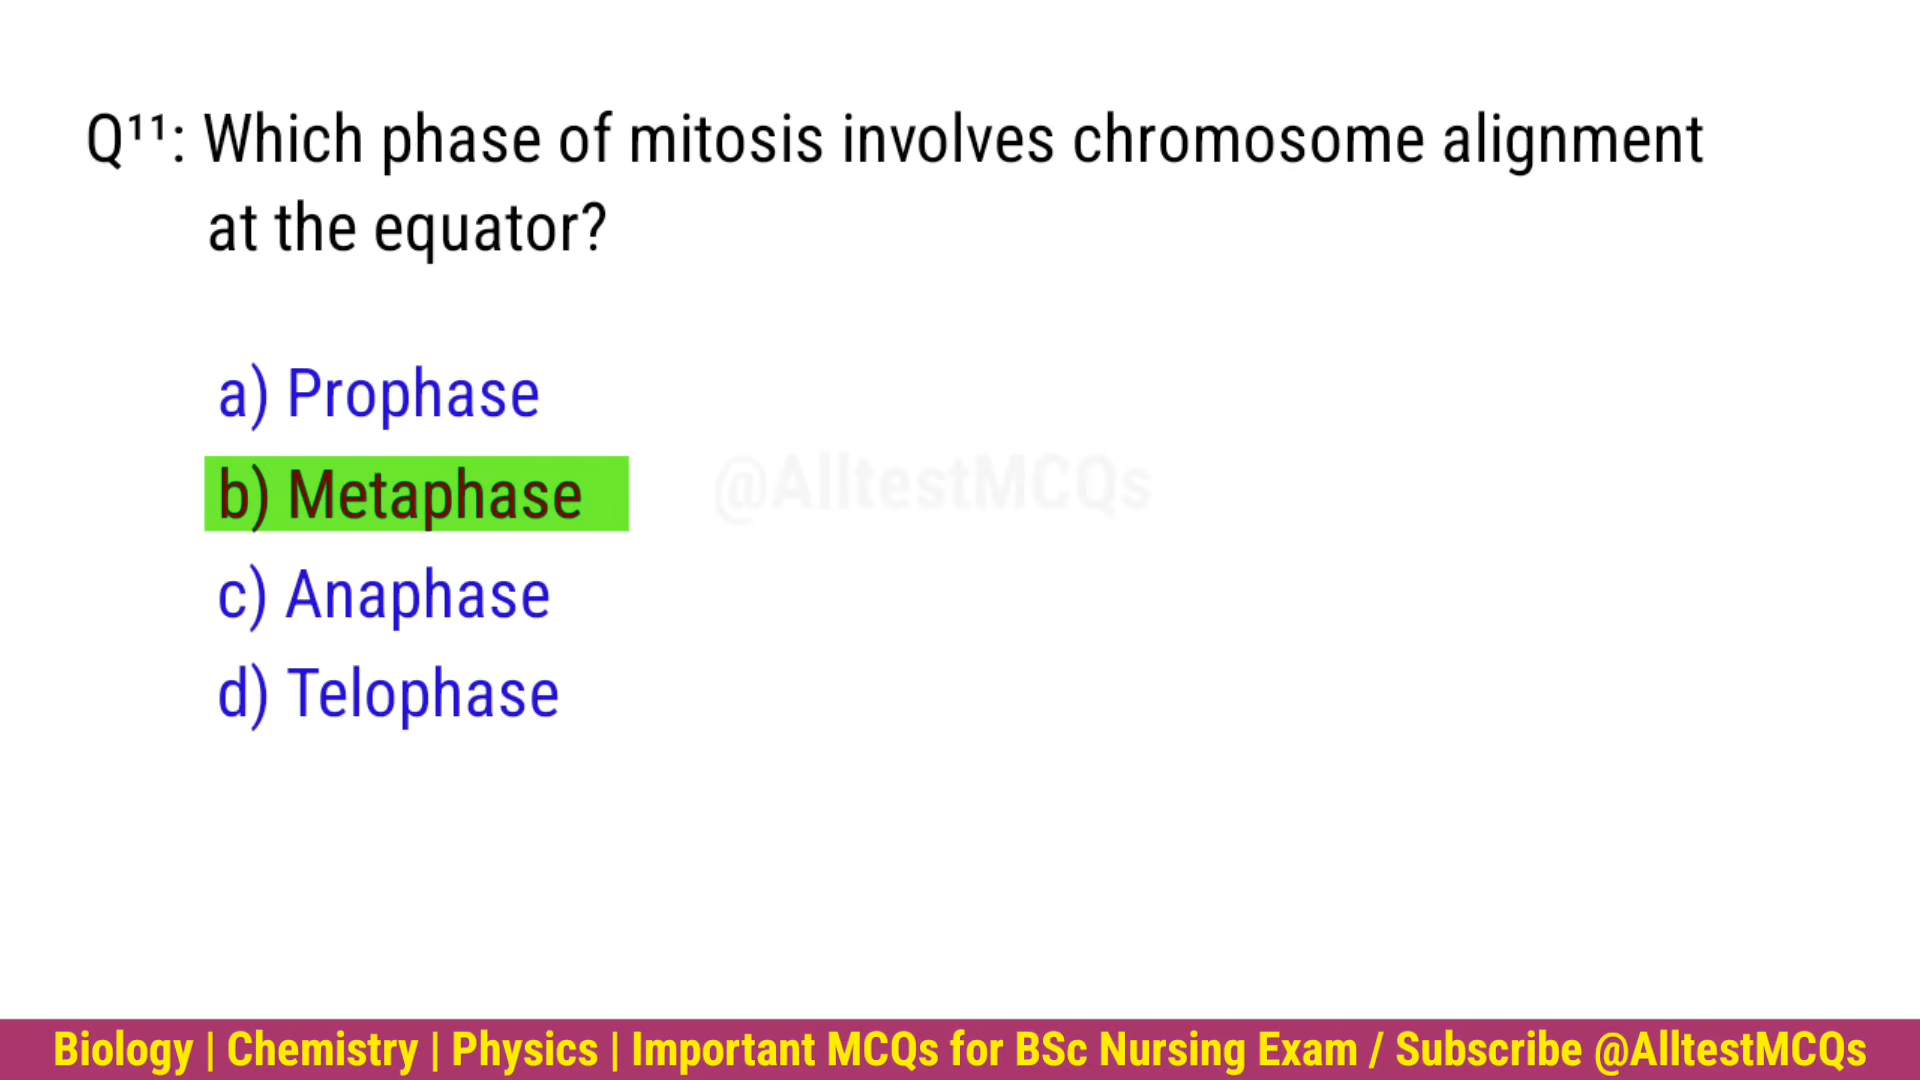 Q¹¹: Which phase of mitosis involves chromosome alignment
at the equator?
a) Prophase
b) Metaphase
@AlltestMCQs
c) Anaphase
d) Telophase
Biology | Chemistry | Physics | Important MCQs for BSc Nursing Exam / Subscribe @AlltestMCQs